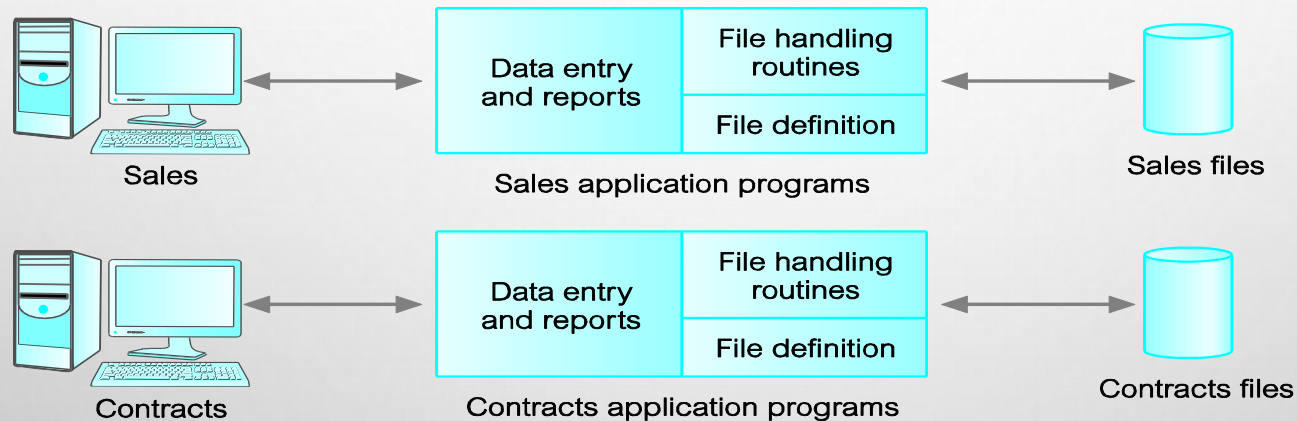 Data entry
and reports
File handling
routines
File definition
Sales
Sales application programs
Sales files
Data entry
and reports
File handling
routines
File definition
Contracts
Contracts application programs
Contracts files